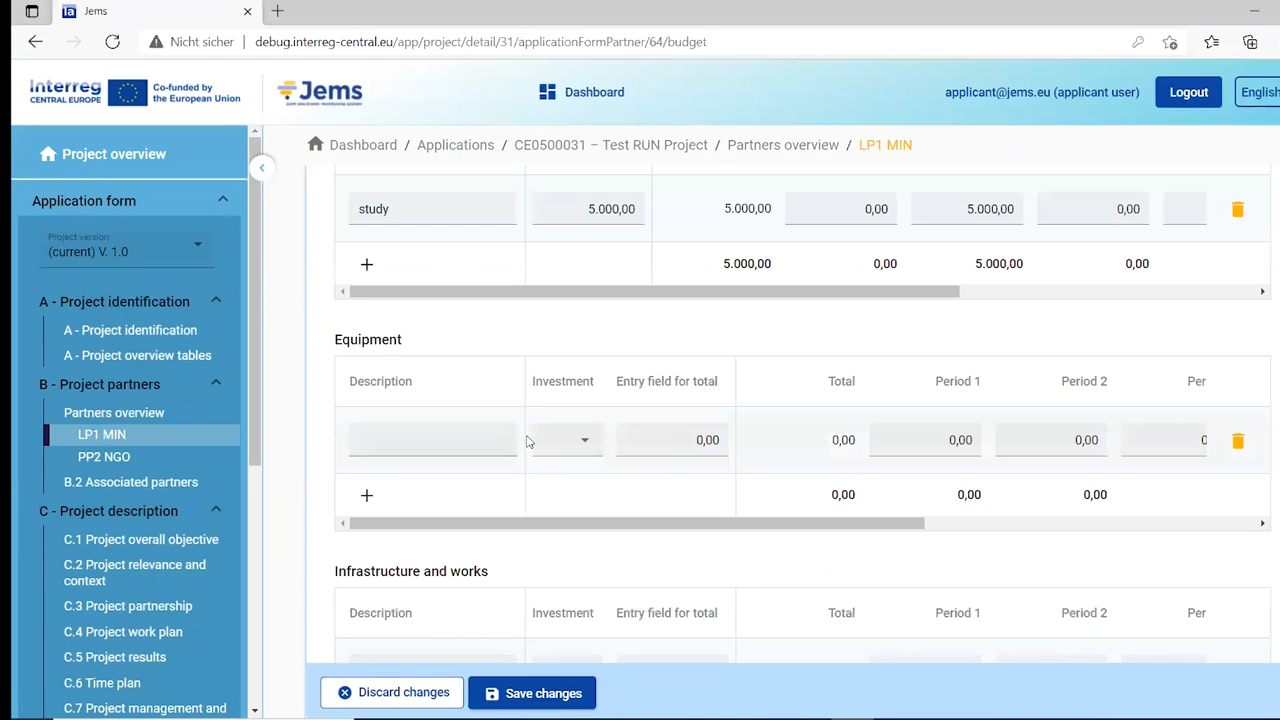 Jems
Nicht sicher debug.interreg-central.eu/app/project/detail/31/applicationFormPartner/64/budget
Interreg
CENTRAL EUROPE
Co-funded by
the European Union
Jems
Joint electronic monitoring system
Dashboard
applicant@jems.eu (applicant user)
Logout
English
Project overview
Application form
Project version
(current) V. 1.0
A - Project identification
A - Project identification
A - Project overview tables
B - Project partners
Partners overview
LP1 MIN
PP2 NGO
B.2 Associated partners
C - Project description
C.1 Project overall objective
C.2 Project relevance and
context
C.3 Project partnership
C.4 Project work plan
C.5 Project results
C.6 Time plan
C.7 Project management and
Dashboard / Applications / CE0500031 – Test RUN Project / Partners overview / LP1 MIN
study 5.000,00 5.000,00 0,00 5.000,00 0,00
+ 5.000,00 0,00 5.000,00 0,00
Equipment
Description Investment Entry field for total Total Period 1 Period 2 Per
0,00 0,00 0,00 0,00 0
+ 0,00 0,00 0,00
Infrastructure and works
Description Investment Entry field for total Total Period 1 Period 2 Per
Discard changes Save changes